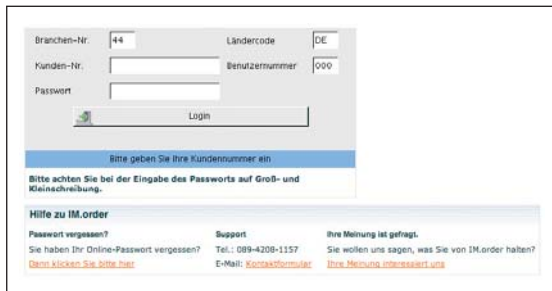 Branchen-Nr. 44 Ländercode DE
Kunden-Nr. Benutzernummer 000
Passwort
Login
Bitte geben Sie Ihre Kundennummer ein
Bitte achten Sie bei der Eingabe des Passworts auf Groß- und
Kleinschreibung.
Hilfe zu IM.order
Passwort vergessen? Support Ihre Meinung ist gefragt.
Sie haben Ihr Online-Passwort vergessen? Tel.: 089-4208-1157 Sie wollen uns sagen, was Sie von IM.order halten?
Dann klicken Sie bitte hier E-Mail: Kontaktformular Ihre Meinung interessiert uns